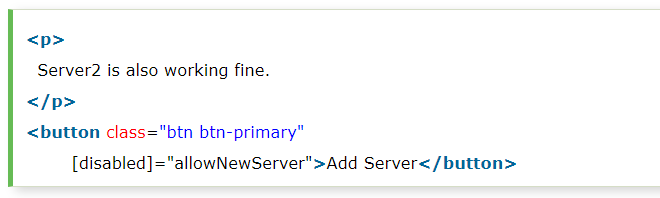 <p>
Server2 is also working fine.
</p>
<button class="btn btn-primary"
[disabled]="allowNewServer">Add Server</button>